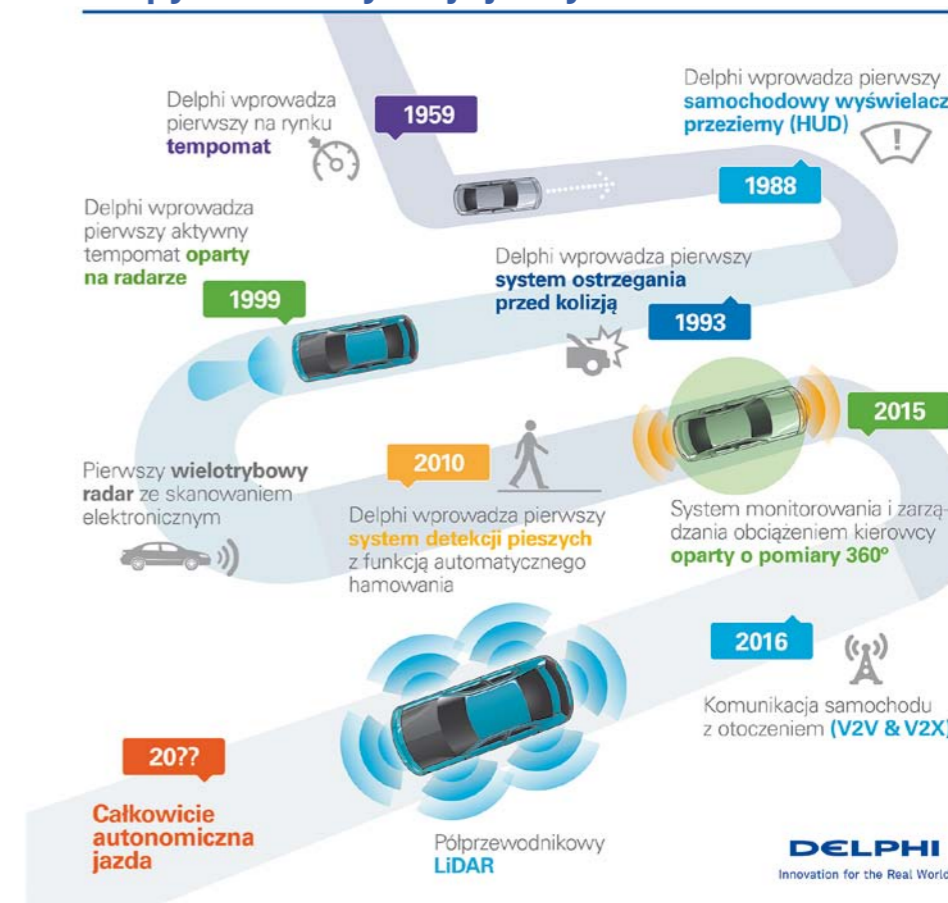 Delphi wprowadza
pierwszy na rynku
tempomat
1959
Delphi wprowadza pierwszy
samochodowy wyświelacz
przezierny (HUD)
!
1988
Delphi wprowadza
pierwszy aktywny
tempomat oparty
na radarze
1999
Delphi wprowadza pierwszy
system ostrzegania
przed kolizją
1993
Pierwszy wielotrybowy
radar ze skanowaniem
elektronicznym
2010
Delphi wprowadza pierwszy
system detekcji pieszych
z funkcją automatycznego
hamowania
2015
System monitorowania i zarzą-
dzania obciążeniem kierowcy
oparty o pomiary 360º
2016
Komunikacja samochodu
z otoczeniem (V2V & V2X)
20??
Całkowicie
autonomiczna
jazda
Półprzewodnikowy
LiDAR
DELPHI
Innovation for the Real World